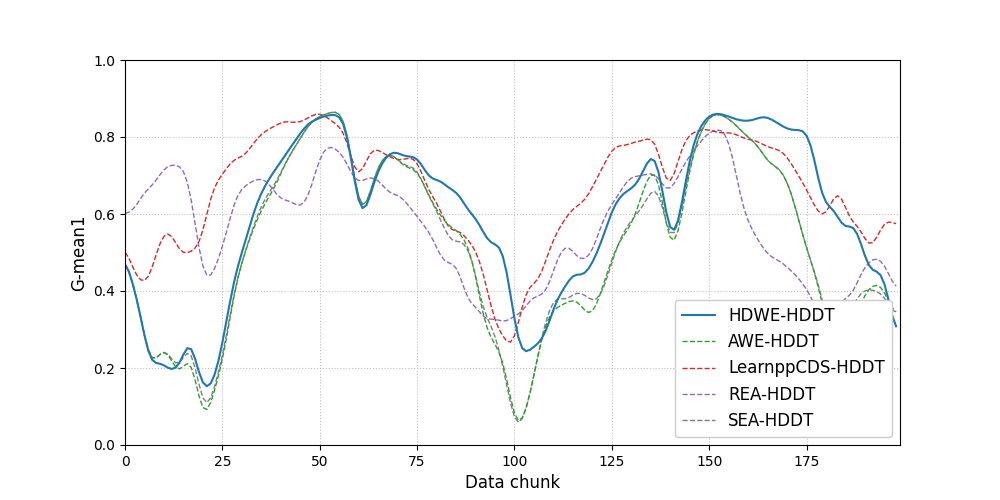 1.0
0.8
0.6
0.4
0.2
0.0
G-mean1
0 25 50 75 100 125 150 175
Data chunk
HDWE-HDDT
AWE-HDDT
LearnppCDS-HDDT
REA-HDDT
SEA-HDDT